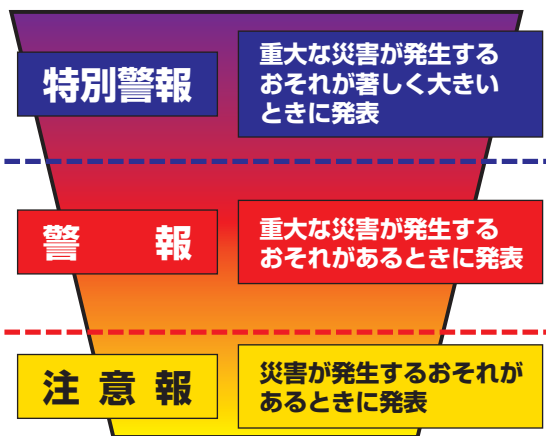 特別警報
重大な災害が発生する
おそれが著しく大きい
ときに発表
警報
重大な災害が発生する
おそれがあるときに発表
注意報
災害が発生するおそれが
あるときに発表